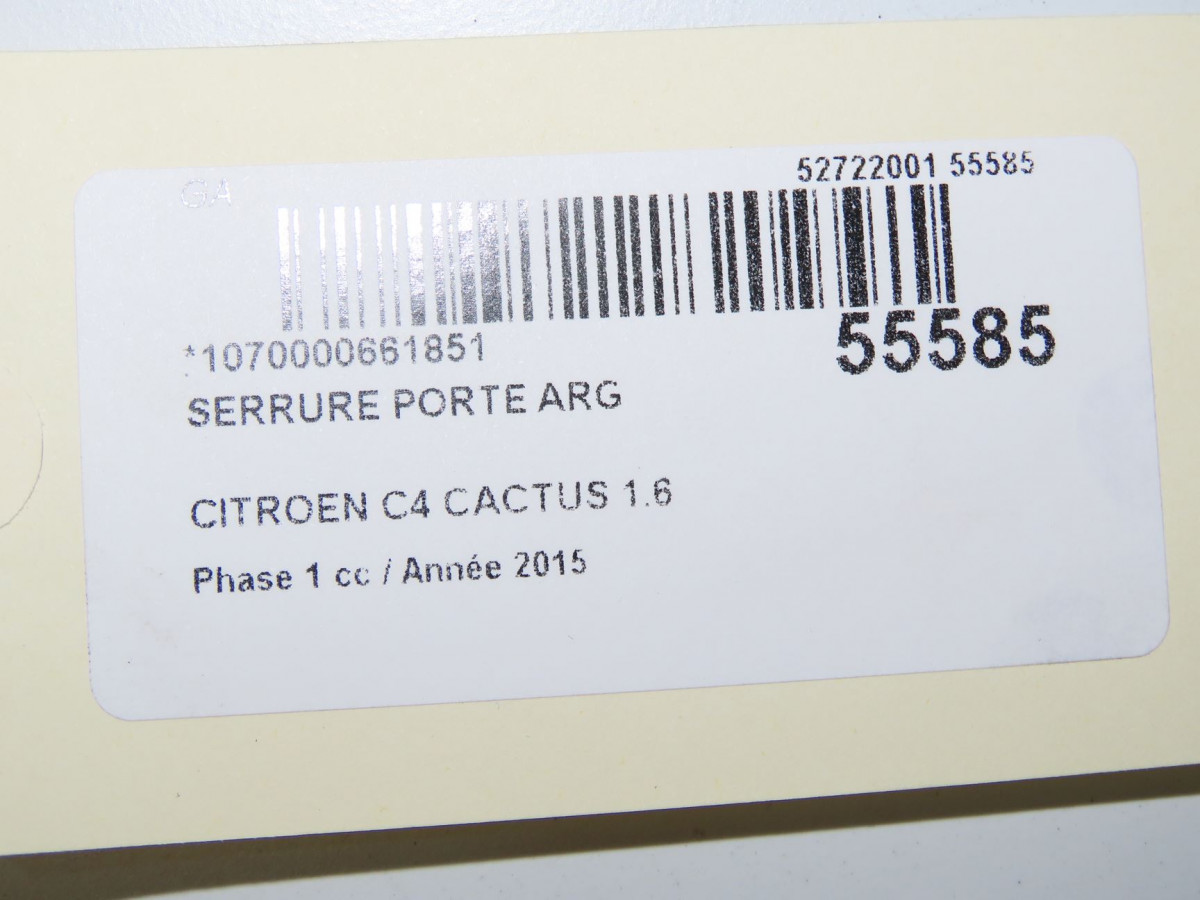 GA
52722001 55585
*1070000661851
55585
SERRURE PORTE ARG
CITROEN C4 CACTUS 1.6
Phase 1 cc / Année 2015